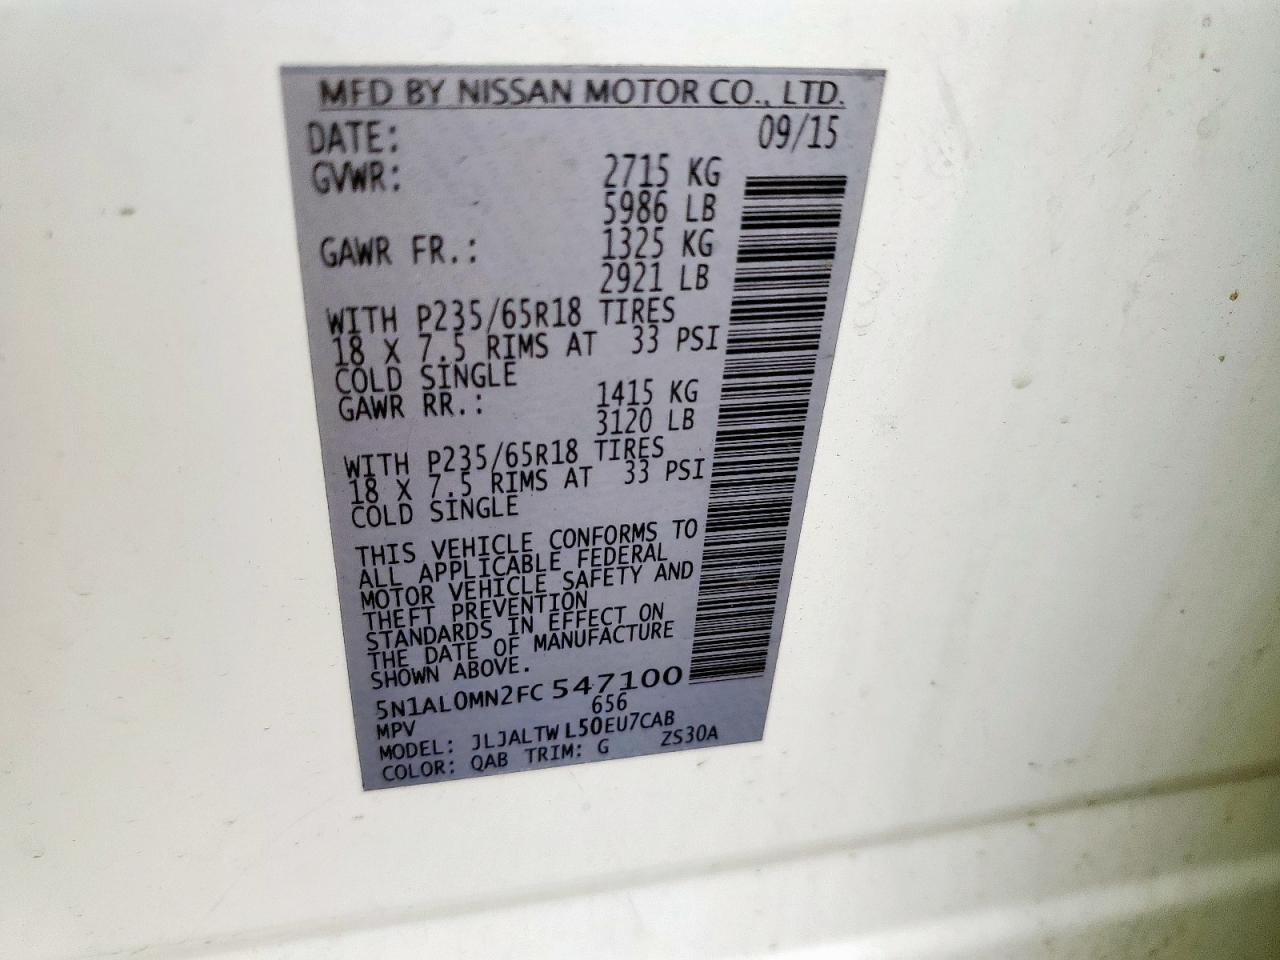 MFD BY NISSAN MOTOR CO., LTD.
DATE: 09/15
GVWR: 2715 KG
5986 LB
GAWR FR.: 1325 KG
2921 LB
WITH P235/65R18 TIRES
18 X 7.5 RIMS AT 33 PSI
COLD SINGLE
GAWR RR.: 1415 KG
3120 LB
WITH P235/65R18 TIRES
18 X 7.5 RIMS AT 33 PSI
COLD SINGLE
THIS VEHICLE CONFORMS TO
ALL APPLICABLE FEDERAL
MOTOR VEHICLE SAFETY AND
THEFT PREVENTION
STANDARDS IN EFFECT ON
THE DATE OF MANUFACTURE
SHOWN ABOVE.
5N1AL0MN2FC547100
MPV 656
MODEL: JLJALTWL50EU7CAB
COLOR: QAB TRIM: G ZS30A